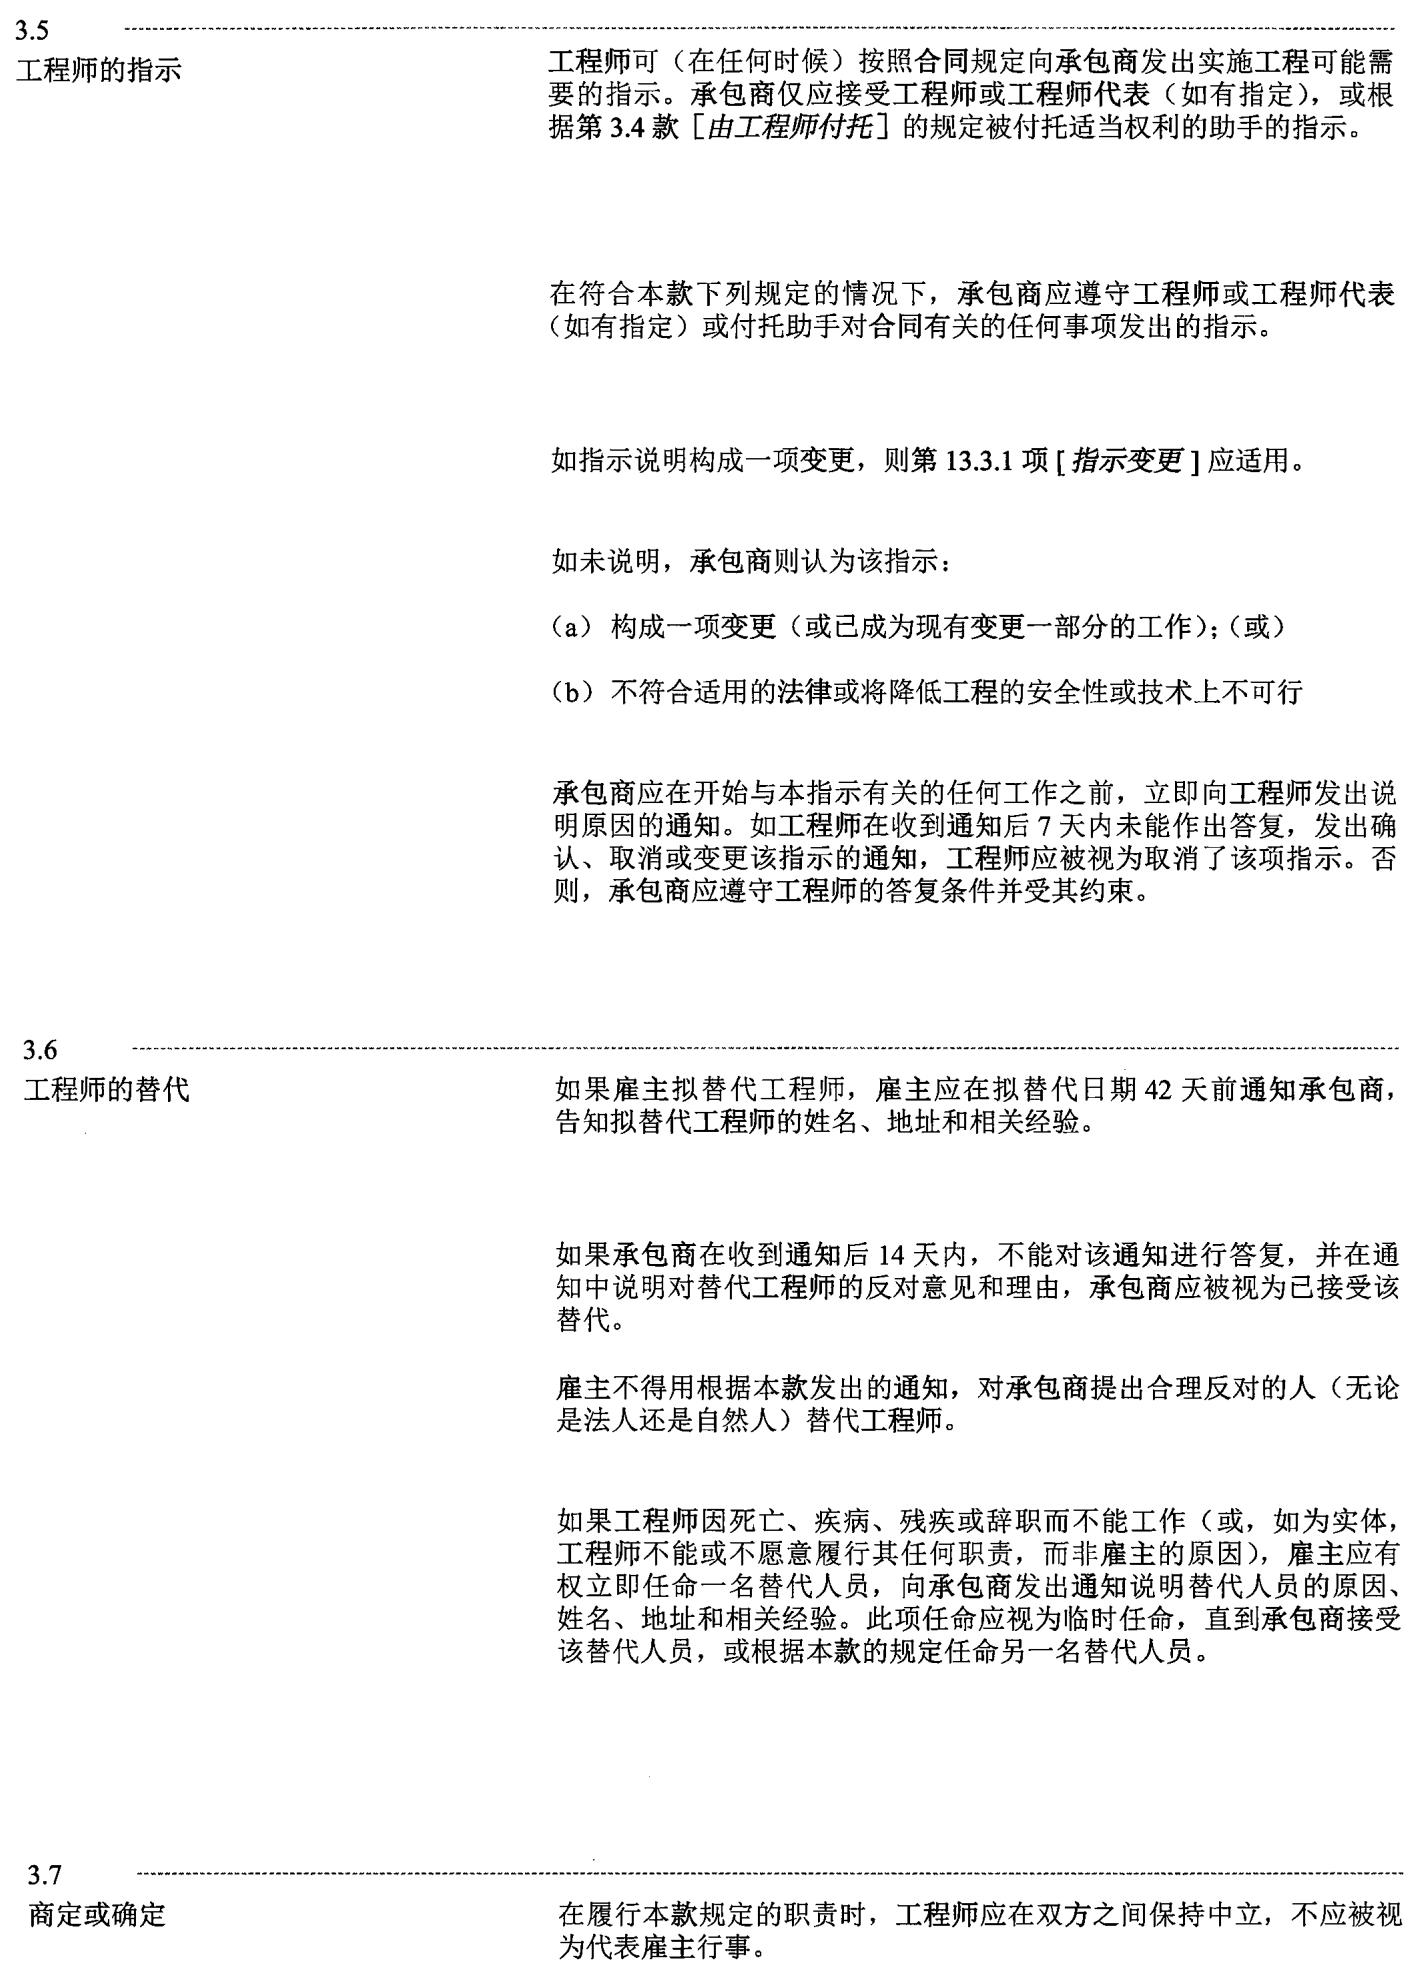 3.5
工程师的指示
工程师可（在任何时候）按照合同规定向承包商发出实施工程可能需
要的指示。承包商仅应接受工程师或工程师代表（如有指定），或根
据第 3.4 款［由工程师付托］的规定被付托适当权利的助手的指示。
在符合本款下列规定的情况下，承包商应遵守工程师或工程师代表
（如有指定）或付托助手对合同有关的任何事项发出的指示。
如指示说明构成一项变更，则第 13.3.1 项 [ 指示变更 ] 应适用。
如未说明，承包商则认为该指示：
（a） 构成一项变更（或已成为现有变更一部分的工作）；（或）
（b） 不符合适用的法律或将降低工程的安全性或技术上不可行
承包商应在开始与本指示有关的任何工作之前，立即向工程师发出说
明原因的通知。如工程师在收到通知后 7 天内未能作出答复，发出确
认、取消或变更该指示的通知，工程师应被视为取消了该项指示。否
则，承包商应遵守工程师的答复条件并受其约束。
3.6
工程师的替代
如果雇主拟替代工程师，雇主应在拟替代日期 42 天前通知承包商，
告知拟替代工程师的姓名、地址和相关经验。
如果承包商在收到通知后 14 天内，不能对该通知进行答复，并在通
知中说明对替代工程师的反对意见和理由，承包商应被视为已接受该
替代。
雇主不得用根据本款发出的通知，对承包商提出合理反对的人（无论
是法人还是自然人）替代工程师。
如果工程师因死亡、疾病、残疾或辞职而不能工作（或，如为实体，
工程师不能或不愿意履行其任何职责，而非雇主的原因），雇主应有
权立即任命一名替代人员，向承包商发出通知说明替代人员的原因、
姓名、地址和相关经验。此项任命应视为临时任命，直到承包商接受
该替代人员，或根据本款的规定任命另一名替代人员。
3.7
商定或确定
在履行本款规定的职责时，工程师应在双方之间保持中立，不应被视
为代表雇主行事。